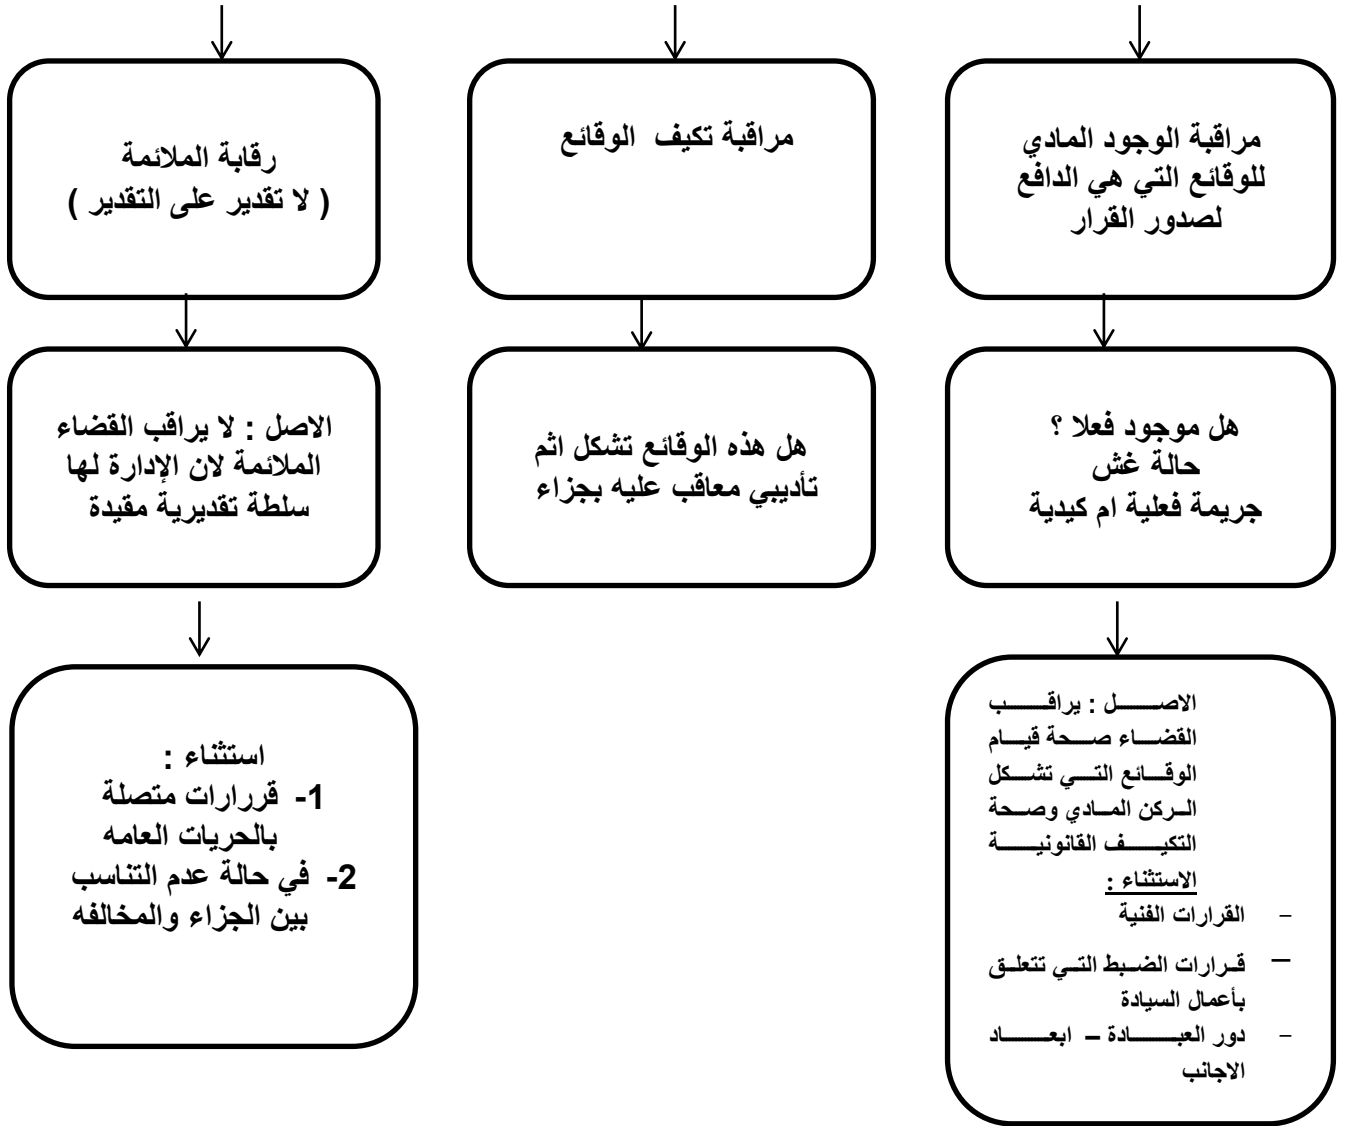 مراقبة الوجود المادي
للوقائع التي هي الدافع
لصدور القرار
مراقبة تكيف الوقائع
رقابة الملائمة
( لا تقدير على التقدير )
هل موجود فعلا ؟
حالة غش
جريمة فعلية ام كيدية
هل هذه الوقائع تشكل اثم
تأديبي معاقب عليه بجزاء
الاصل : لا يراقب القضاء
الملائمة لان الإدارة لها
سلطة تقديرية مقيدة
الاصل : يراقب
القضاء صحة قيام
الوقائع التي تشكل
الركن المادي وصحة
التكيف القانونية
الاستثناء :
- القرارات الفنية
- قرارات الضبط التي تتعلق
بأعمال السيادة
- دور العبادة – ابعاد
الاجانب
استثناء :
1- قررارات متصلة
بالحريات العامه
2- في حالة عدم التناسب
بين الجزاء والمخالفه